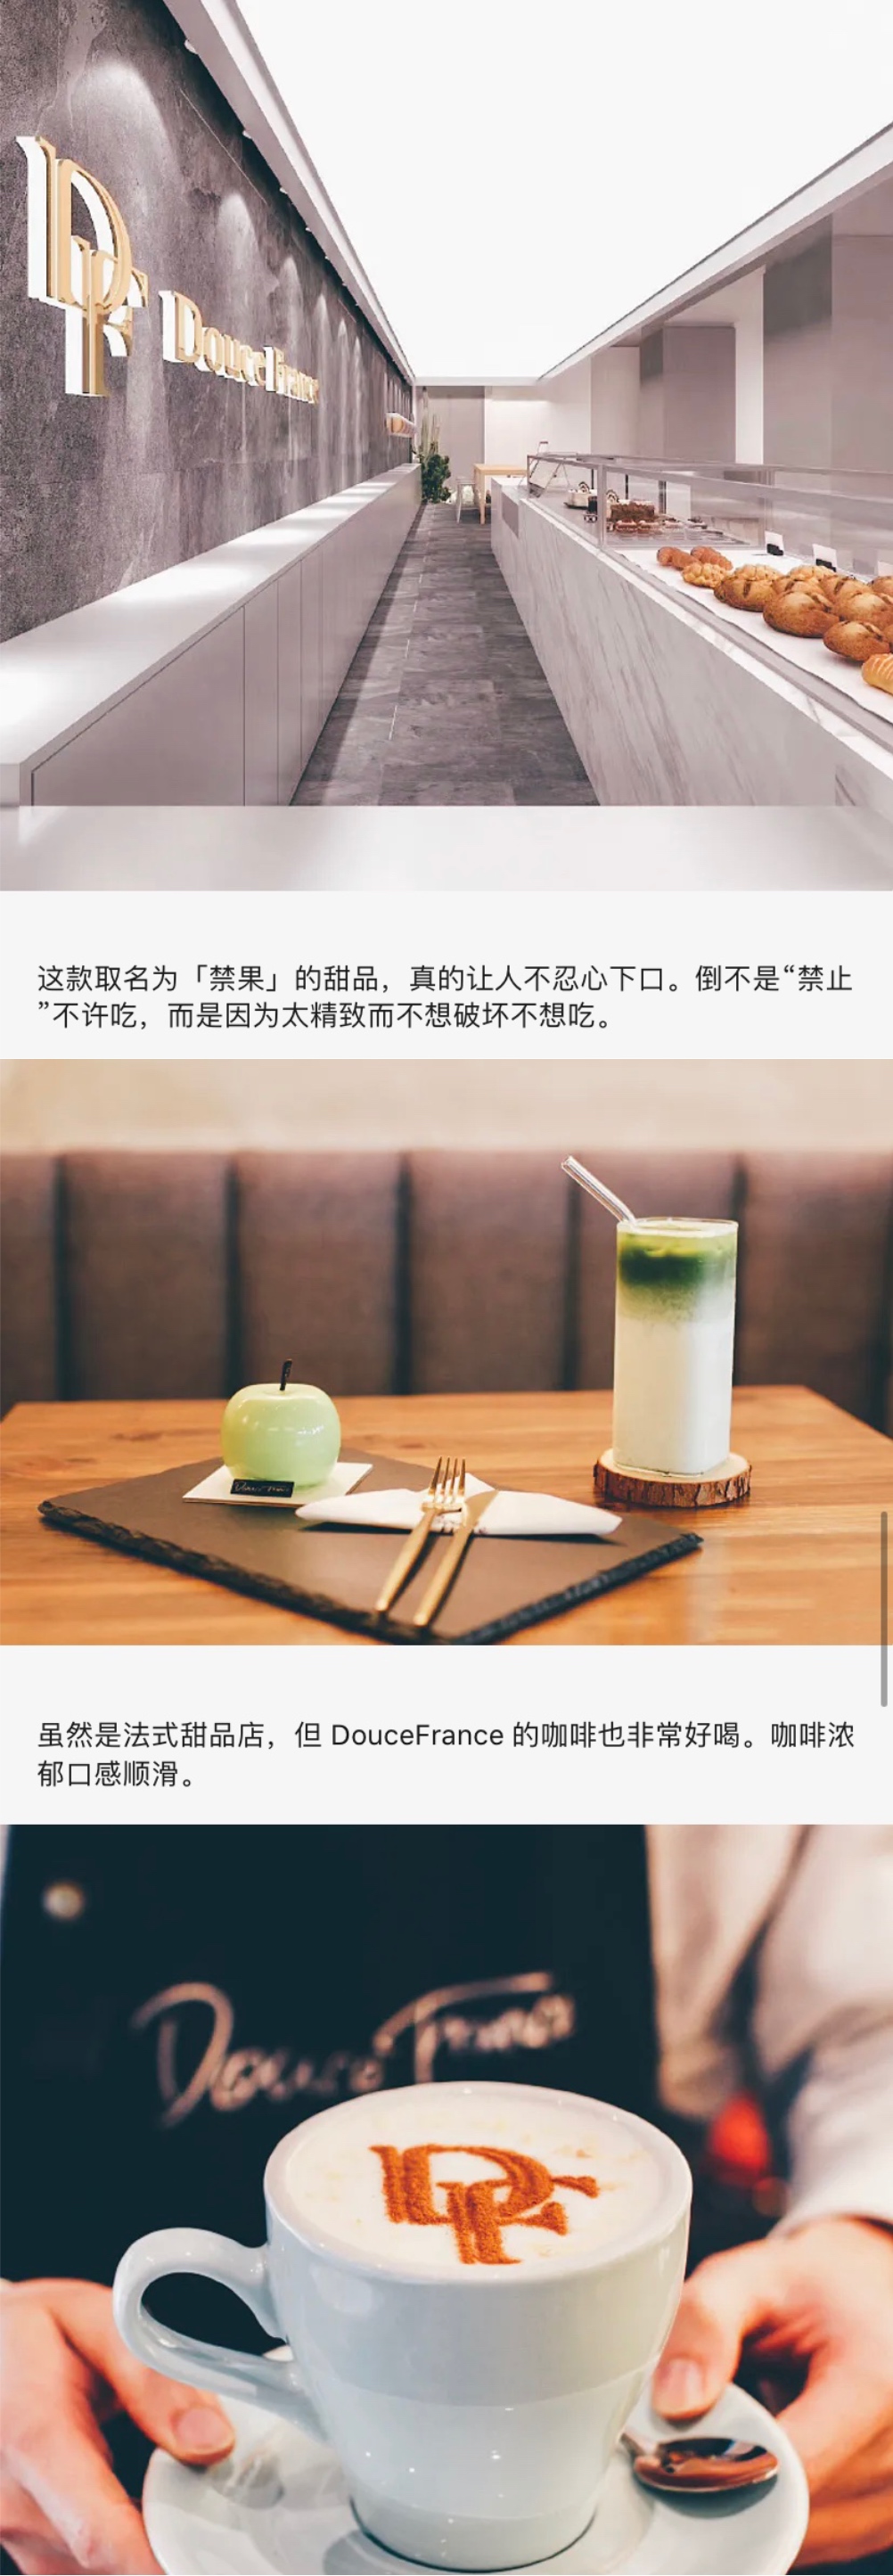 DF
DouceFrance
这款取名为「禁果」的甜品，真的让人不忍心下口。倒不是“禁止
”不许吃，而是因为太精致而不想破坏不想吃。
虽然是法式甜品店，但 DouceFrance 的咖啡也非常好喝。咖啡浓
郁口感顺滑。
Douce France
DF